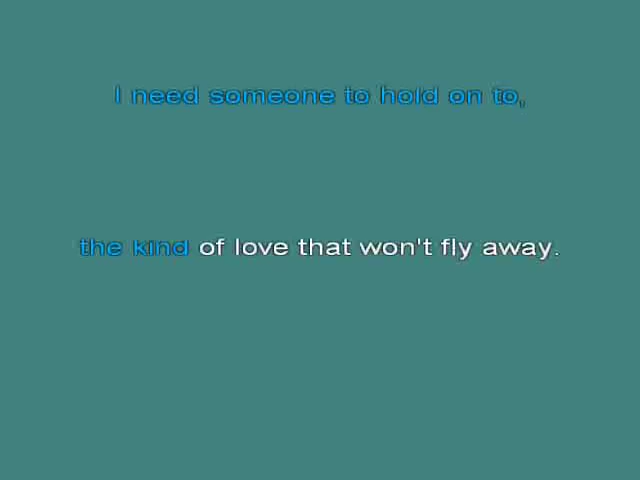 I need someone to hold on to,
the kind of love that won't fly away.